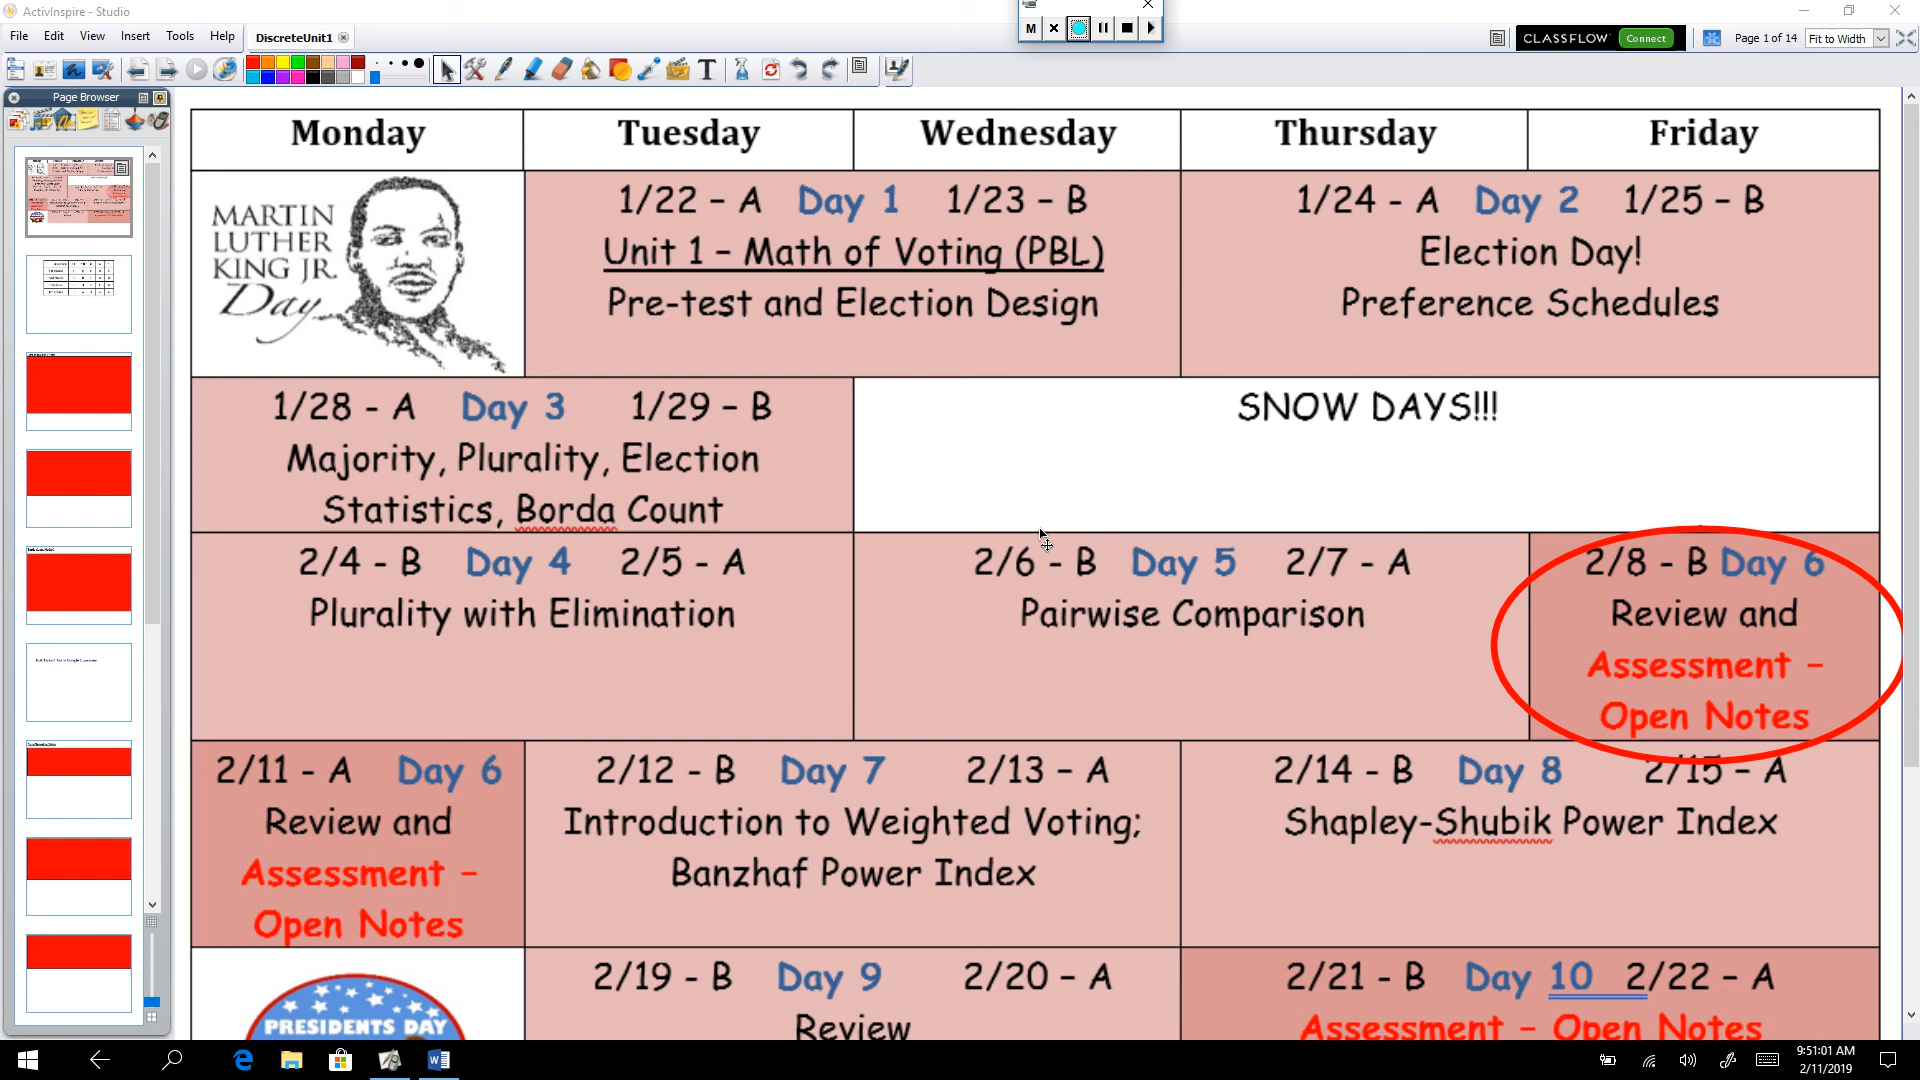 ActivInspire - Studio
File Edit View Insert Tools Help
DiscreteUnit1
M
CLASSFLOW Connect
Page 1 of 14
Fit to Width
Page Browser
Monday Tuesday Wednesday Thursday Friday
MARTIN
LUTHER
KING JR.
Day
1/22 – A Day 1 1/23 – B
Unit 1 – Math of Voting (PBL)
Pre-test and Election Design
1/24 - A Day 2 1/25 – B
Election Day!
Preference Schedules
1/28 - A Day 3 1/29 – B
Majority, Plurality, Election
Statistics, Borda Count
SNOW DAYS!!!
2/4 - B Day 4 2/5 - A
Plurality with Elimination
2/6 - B Day 5 2/7 - A
Pairwise Comparison
2/8 - B Day 6
Review and
Assessment –
Open Notes
2/11 - A Day 6
Review and
Assessment –
Open Notes
2/12 - B Day 7 2/13 – A
Introduction to Weighted Voting;
Banzhaf Power Index
2/14 - B Day 8 2/15 – A
Shapley-Shubik Power Index
PRESIDENTS DAY
2/19 - B Day 9 2/20 – A
Review
2/21 - B Day 10 2/22 – A
Assessment – Open Notes
9:51:01 AM
2/11/2019